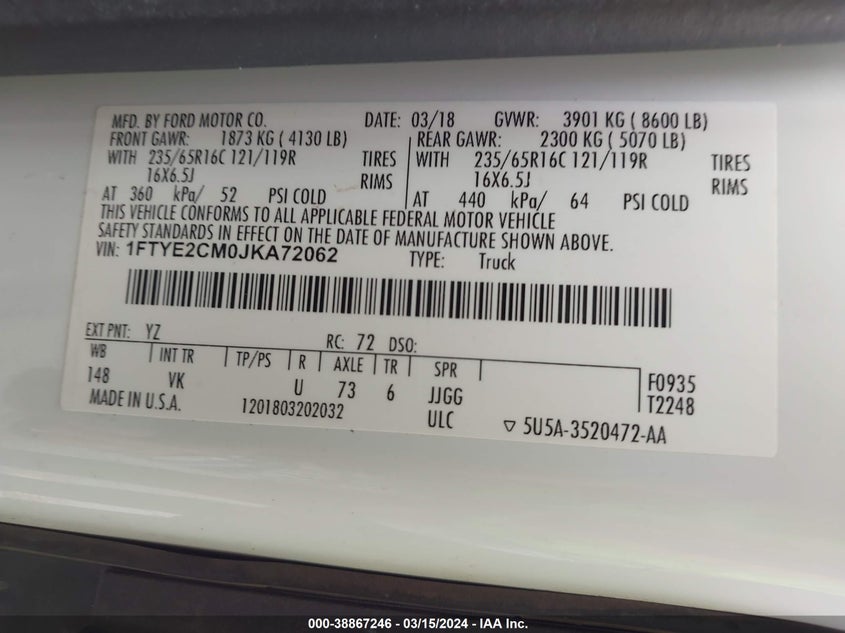 MFD. BY FORD MOTOR CO. DATE: 03/18 GVWR: 3901 KG ( 8600 LB)
FRONT GAWR: 1873 KG ( 4130 LB) REAR GAWR: 2300 KG ( 5070 LB)
WITH 235/65R16C 121/119R TIRES WITH 235/65R16C 121/119R TIRES
16X6.5J RIMS 16X6.5J RIMS
AT 360 kPa/ 52 PSI COLD AT 440 kPa/ 64 PSI COLD
THIS VEHICLE CONFORMS TO ALL APPLICABLE FEDERAL MOTOR VEHICLE
SAFETY STANDARDS IN EFFECT ON THE DATE OF MANUFACTURE SHOWN ABOVE.
VIN: 1FTYE2CM0JKA72062 TYPE: Truck
EXT PNT: YZ RC: 72 DSO:
WB INT TR TP/PS R AXLE TR SPR
148 VK U 73 6 JJGG F0935
MADE IN U.S.A. 1201803202032 ULC T2248
▽ 5U5A-3520472-AA
000-38867246 - 03/15/2024 - IAA Inc.